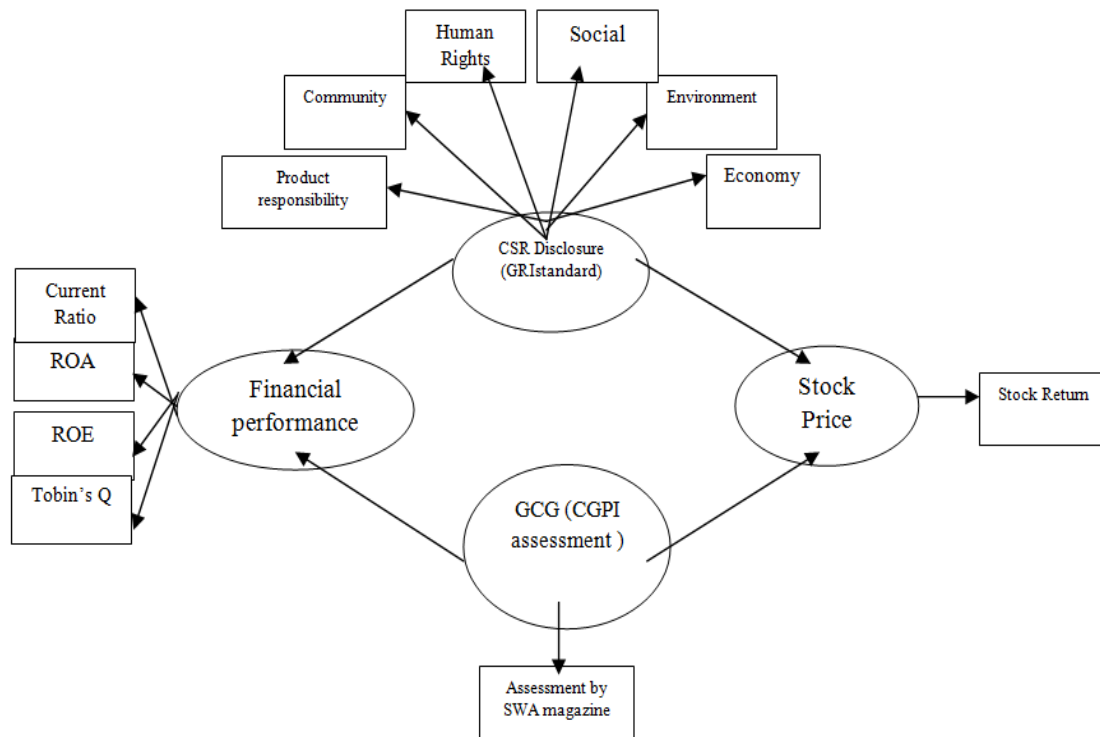 Human
Rights
Social
Community
Environment
Product
responsibility
Economy
CSR Disclosure
(GRIstandard)
Current
Ratio
ROA
ROE
Tobin’s Q
Financial
performance
Stock
Price
Stock Return
GCG (CGPI
assessment )
Assessment by
SWA magazine